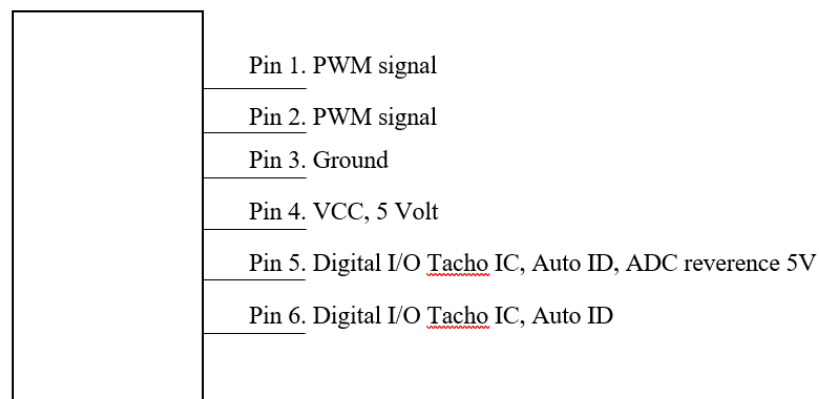 Pin 1. PWM signal
Pin 2. PWM signal
Pin 3. Ground
Pin 4. VCC, 5 Volt
Pin 5. Digital I/O Tacho IC, Auto ID, ADC reverence 5V
Pin 6. Digital I/O Tacho IC, Auto ID